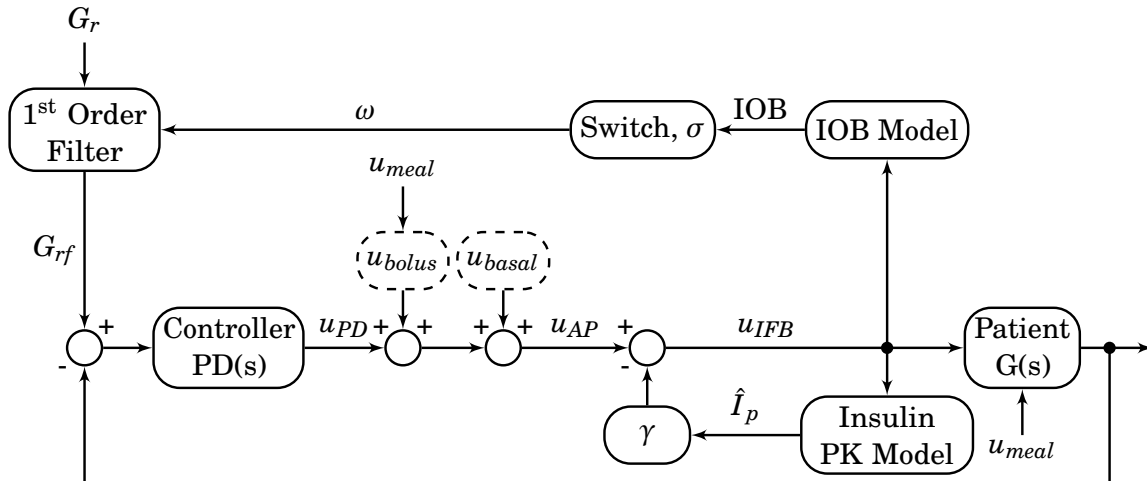 G_r
1st Order
Filter
ω
Switch, σ
IOB
IOB Model
u_meal
G_rf
u_bolus
u_basal
+
Controller
PD(s)
u_PD
+
+
+
+
u_AP
+
u_IFB
Patient
G(s)
-
-
γ
Î_p
Insulin
PK Model
u_meal